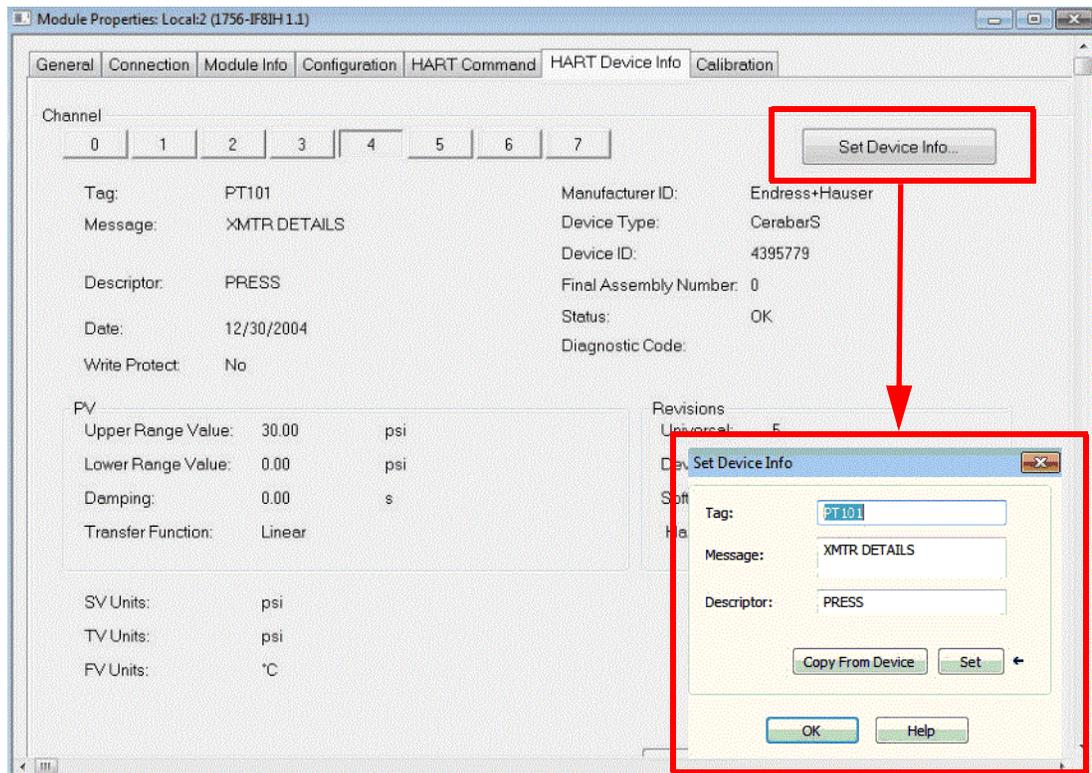 Module Properties: Local:2 (1756-IF8IH 1.1)
General Connection Module Info Configuration HART Command HART Device Info Calibration
Channel
0 1 2 3 4 5 6 7 Set Device Info...
Tag: PT101
Message: XMTR DETAILS
Descriptor: PRESS
Date: 12/30/2004
Write Protect: No
Manufacturer ID: Endress+Hauser
Device Type: CerabarS
Device ID: 4395779
Final Assembly Number: 0
Status: OK
Diagnostic Code:
PV
Upper Range Value: 30.00 psi
Lower Range Value: 0.00 psi
Damping: 0.00 s
Transfer Function: Linear
Revisions
SV Units: psi
TV Units: psi
FV Units: °C
Set Device Info
Tag: PT101
Message: XMTR DETAILS
Descriptor: PRESS
Copy From Device Set
OK Help